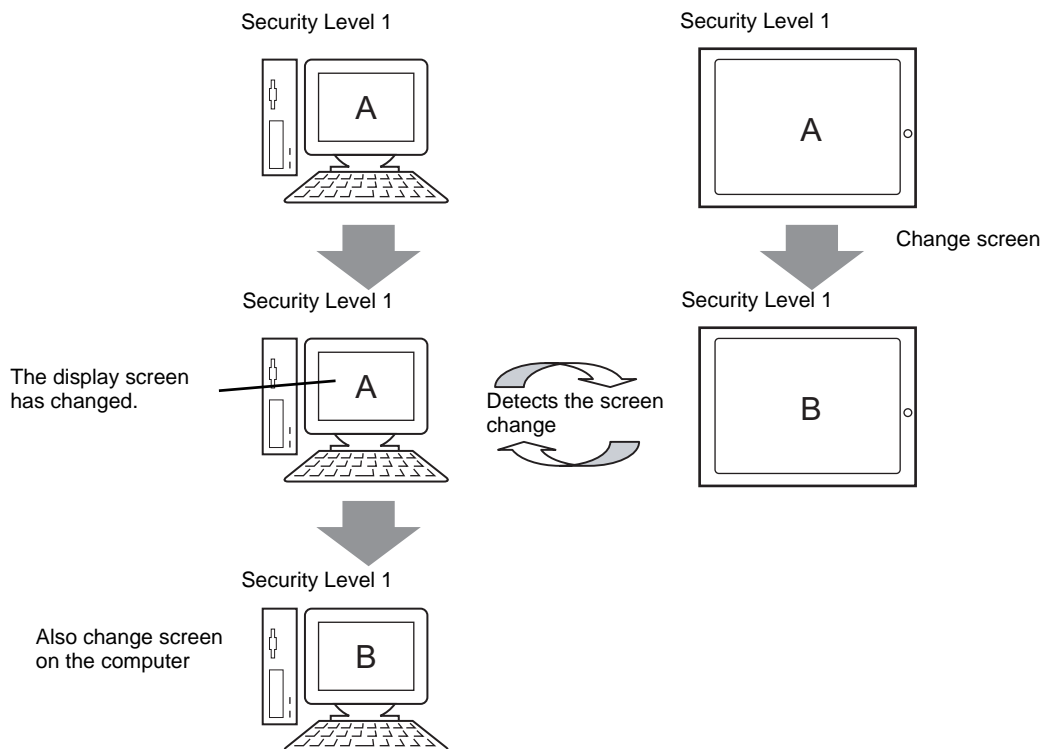 Security Level 1
Security Level 1
A
A
Change screen
Security Level 1
Security Level 1
The display screen
has changed.
A
Detects the screen
change
B
Security Level 1
Also change screen
on the computer
B